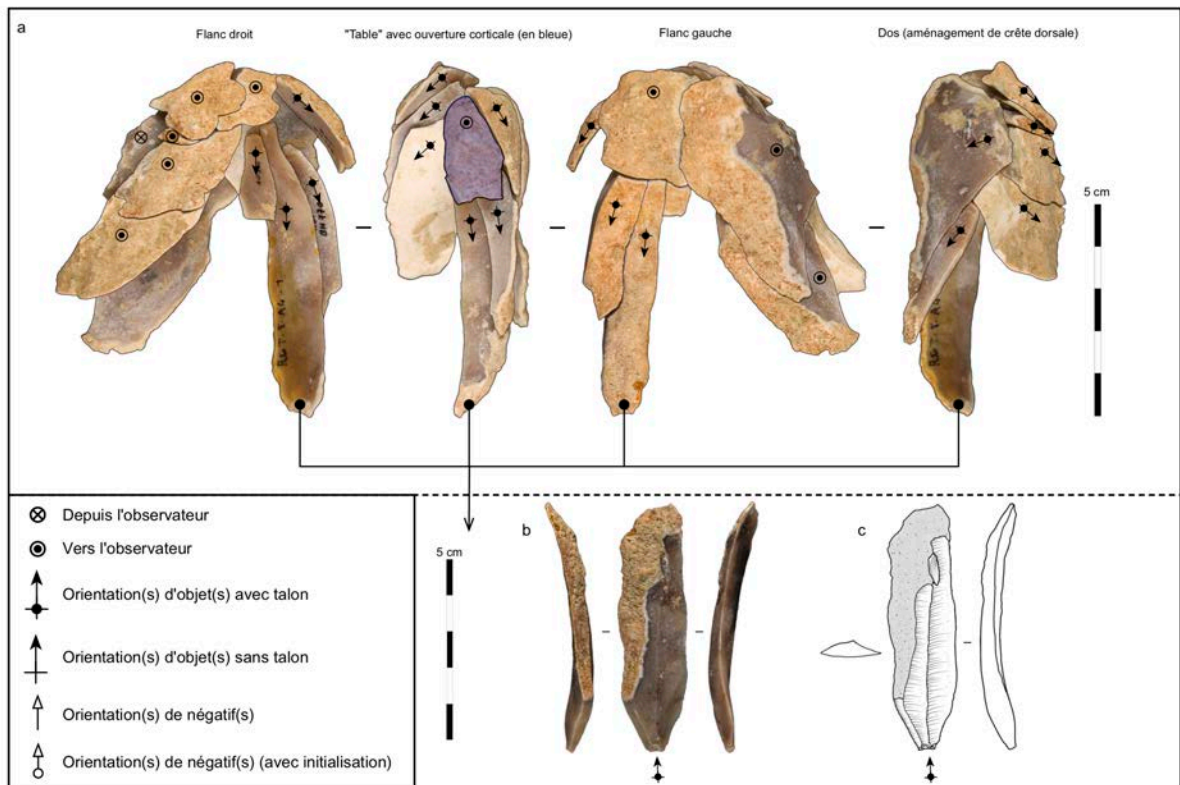 a
Flanc droit
"Table" avec ouverture corticale (en bleue)
Flanc gauche
Dos (aménagement de crête dorsale)
5 cm
Depuis l'observateur
Vers l'observateur
Orientation(s) d'objet(s) avec talon
Orientation(s) d'objet(s) sans talon
Orientation(s) de négatif(s)
Orientation(s) de négatif(s) (avec initialisation)
5 cm
b
c